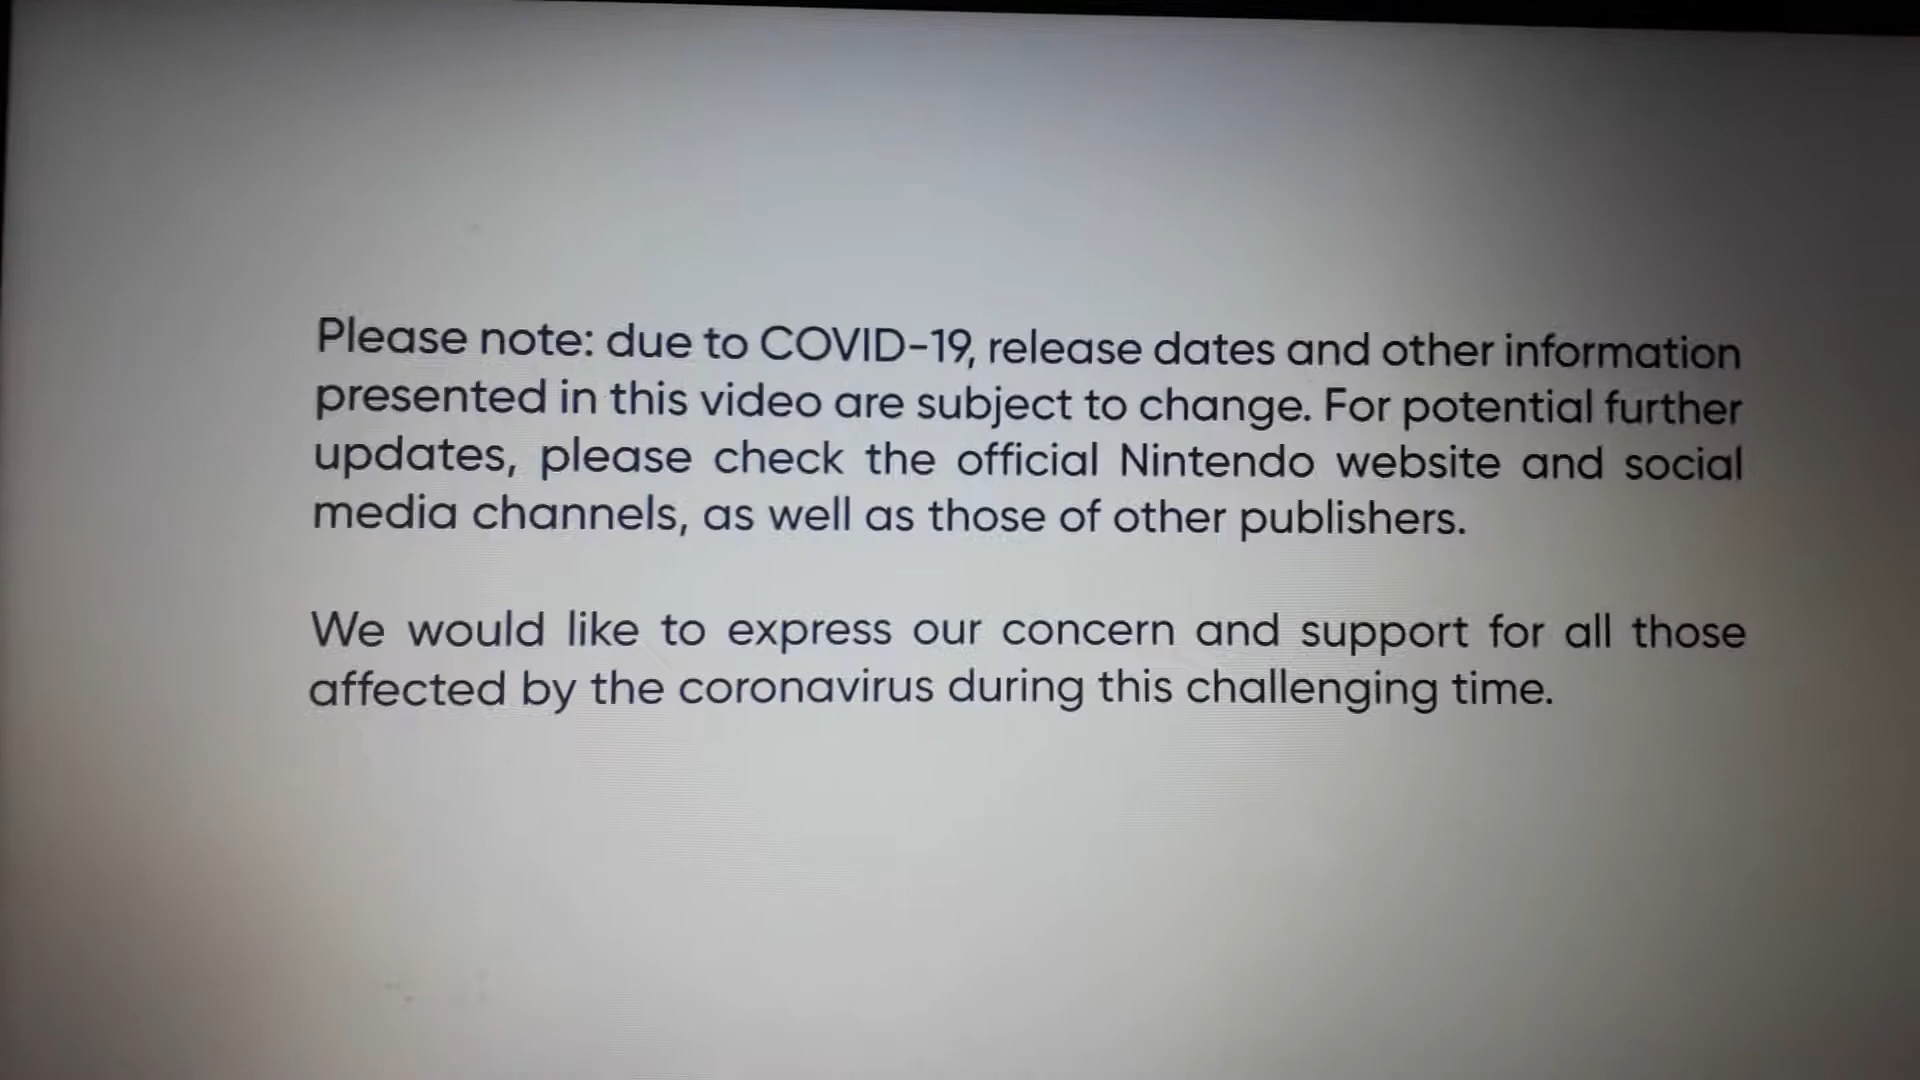 Please note: due to COVID-19, release dates and other information
presented in this video are subject to change. For potential further
updates, please check the official Nintendo website and social
media channels, as well as those of other publishers.
We would like to express our concern and support for all those
affected by the coronavirus during this challenging time.